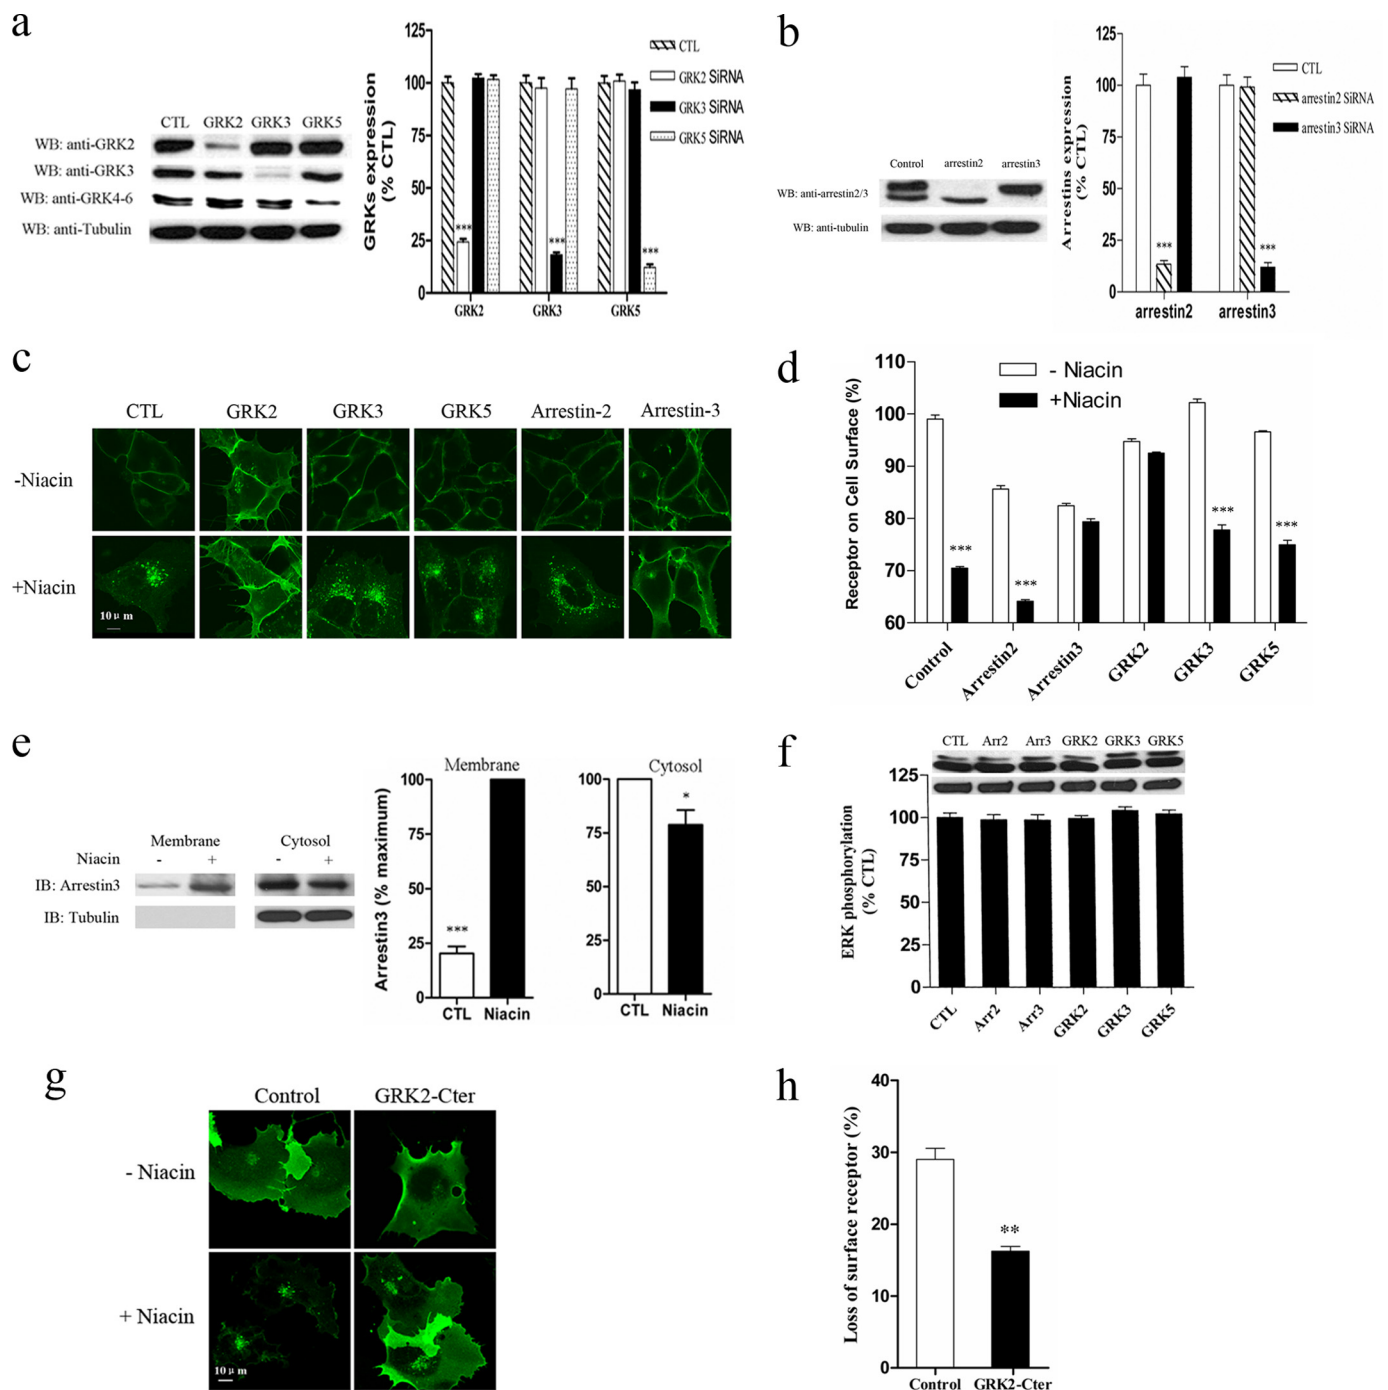 a
CTL GRK2 GRK3 GRK5
WB: anti-GRK2
WB: anti-GRK3
WB: anti-GRK4-6
WB: anti-Tubulin
GRKs expression
(% CTL)
125
100
75
50
25
0
*** *** ***
GRK2 GRK3 GRK5
CTL
GRK2 SiRNA
GRK3 SiRNA
GRK5 SiRNA
b
Control arrestin2 arrestin3
WB: anti-arrestin2/3
WB: anti-tubulin
Arrestins expression
(% CTL)
125
100
75
50
25
0
*** ***
arrestin2 arrestin3
CTL
arrestin2 SiRNA
arrestin3 SiRNA
c
CTL GRK2 GRK3 GRK5 Arrestin-2 Arrestin-3
-Niacin
+Niacin
10 μm
d
Receptor on Cell Surface (%)
110
100
90
80
70
60
- Niacin
+Niacin
*** *** *** ***
Control Arrestin2 Arrestin3 GRK2 GRK3 GRK5
e
Membrane Cytosol
Niacin - + - +
IB: Arrestin3
IB: Tubulin
Arrestin3 (% maximum)
Membrane
100
75
50
25
0
***
CTL Niacin
Cytosol
100
75
50
25
0
*
CTL Niacin
f
CTL Arr2 Arr3 GRK2 GRK3 GRK5
ERK phosphorylation
(% CTL)
125
100
75
50
25
0
CTL Arr2 Arr3 GRK2 GRK3 GRK5
g
Control GRK2-Cter
- Niacin
+ Niacin
10 μm
h
Loss of surface receptor (%)
40
30
20
10
0
**
Control GRK2-Cter